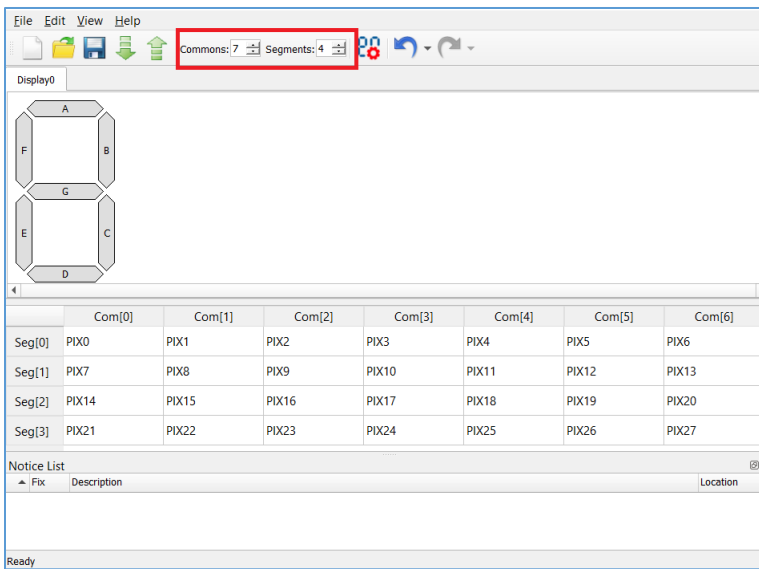 File Edit View Help
Commons: 7 Segments: 4
Display0
A
F B
G
E C
D
Com[0] Com[1] Com[2] Com[3] Com[4] Com[5] Com[6]
Seg[0] PIX0 PIX1 PIX2 PIX3 PIX4 PIX5 PIX6
Seg[1] PIX7 PIX8 PIX9 PIX10 PIX11 PIX12 PIX13
Seg[2] PIX14 PIX15 PIX16 PIX17 PIX18 PIX19 PIX20
Seg[3] PIX21 PIX22 PIX23 PIX24 PIX25 PIX26 PIX27
Notice List
Fix Description Location
Ready